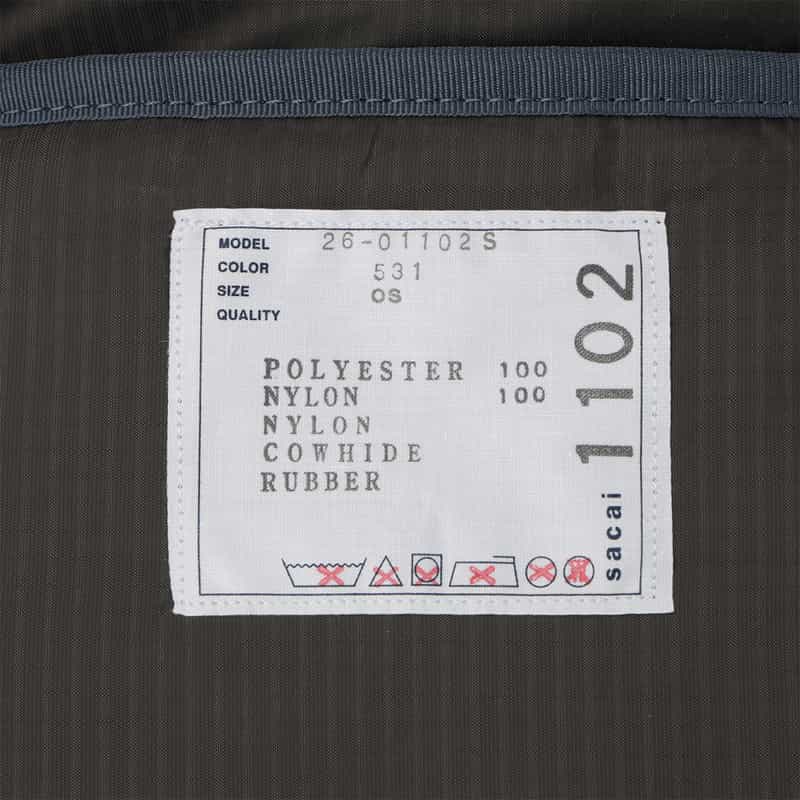 MODEL 26-01102S
COLOR 531
SIZE OS
QUALITY
POLYESTER 100
NYLON 100
NYLON
COWHIDE
RUBBER
sacai 1102